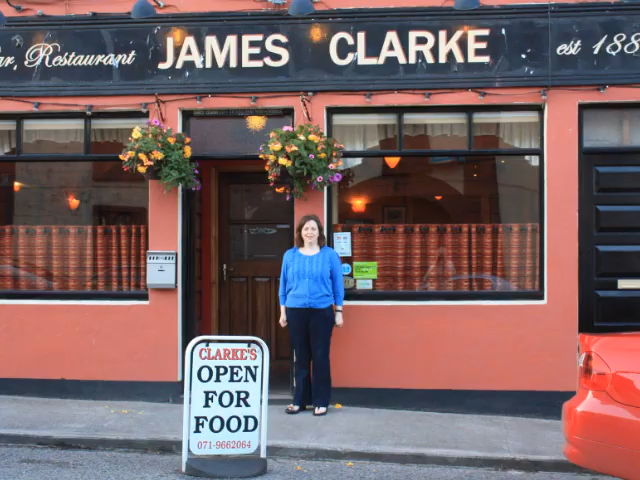 Restaurant JAMES CLARKE est 188
CLARKE'S
OPEN
FOR
FOOD
071-9662064